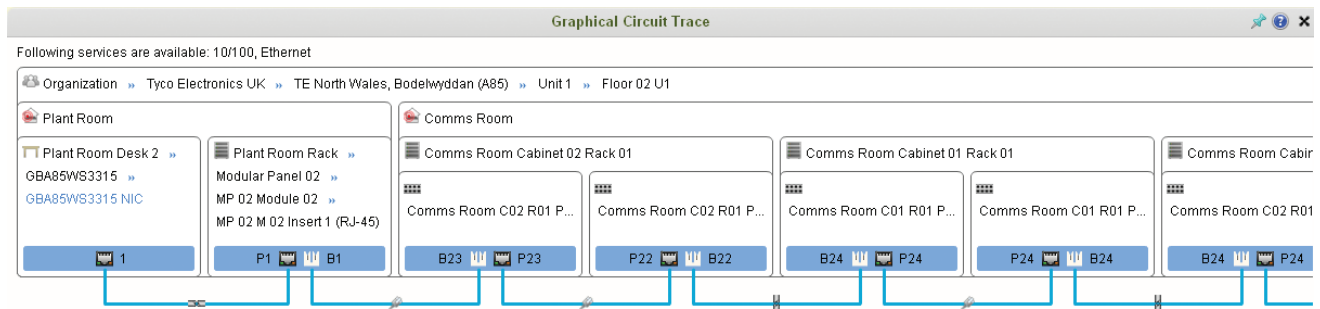 Graphical Circuit Trace
Following services are available: 10/100, Ethernet
Organization » Tyco Electronics UK » TE North Wales, Bodelwyddan (A85) » Unit 1 » Floor 02 U1
Plant Room
Comms Room
Plant Room Desk 2 »
GBA85WS3315 »
GBA85WS3315 NIC
1
Plant Room Rack »
Modular Panel 02 »
MP 02 Module 02 »
MP 02 M 02 Insert 1 (RJ-45)
P1 B1
Comms Room Cabinet 02 Rack 01
Comms Room C02 R01 P...
B23 P23
Comms Room C02 R01 P...
P22 B22
Comms Room Cabinet 01 Rack 01
Comms Room C01 R01 P...
B24 P24
Comms Room C01 R01 P...
P24 B24
Comms Room Cabin
Comms Room C02 R01
B24 P24